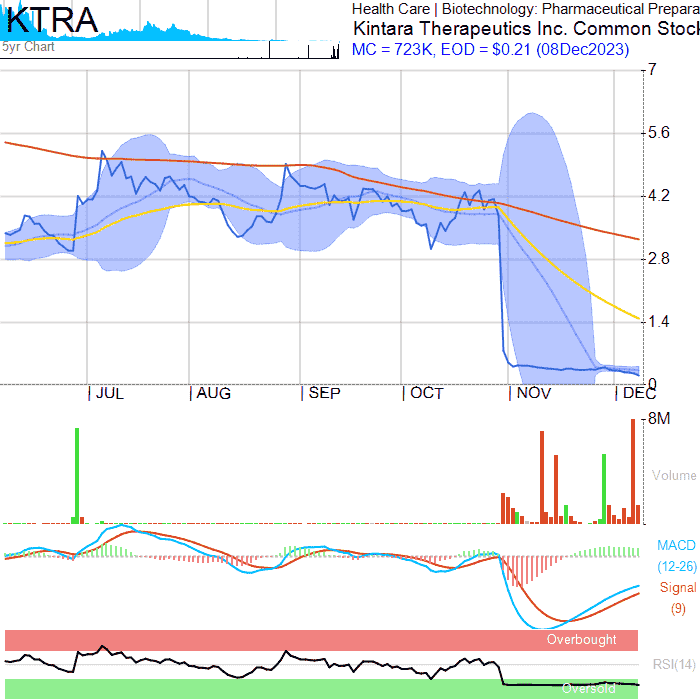 KTRA
Health Care | Biotechnology: Pharmaceutical Prepara
Kintara Therapeutics Inc. Common Stock
5yr Chart
MC = 723K, EOD = $0.21 (08Dec2023)
7
5.6
4.2
2.8
1.4
0
JUL AUG SEP OCT NOV DEC
8M
Volume
MACD
(12-26)
Signal
(9)
Overbought
RSI(14)
Oversold